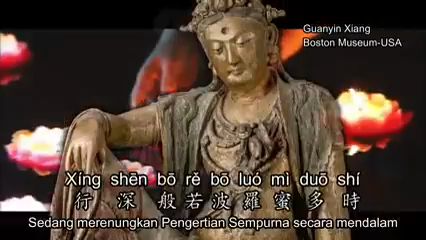 Guanyin Xiang
Boston Museum-USA
Xíng shēn bō rě bō luó mì duō shí
行 深 般 若 波 羅 蜜 多 時
Sedang merenungkan Pengertian Sempurna secara mendalam